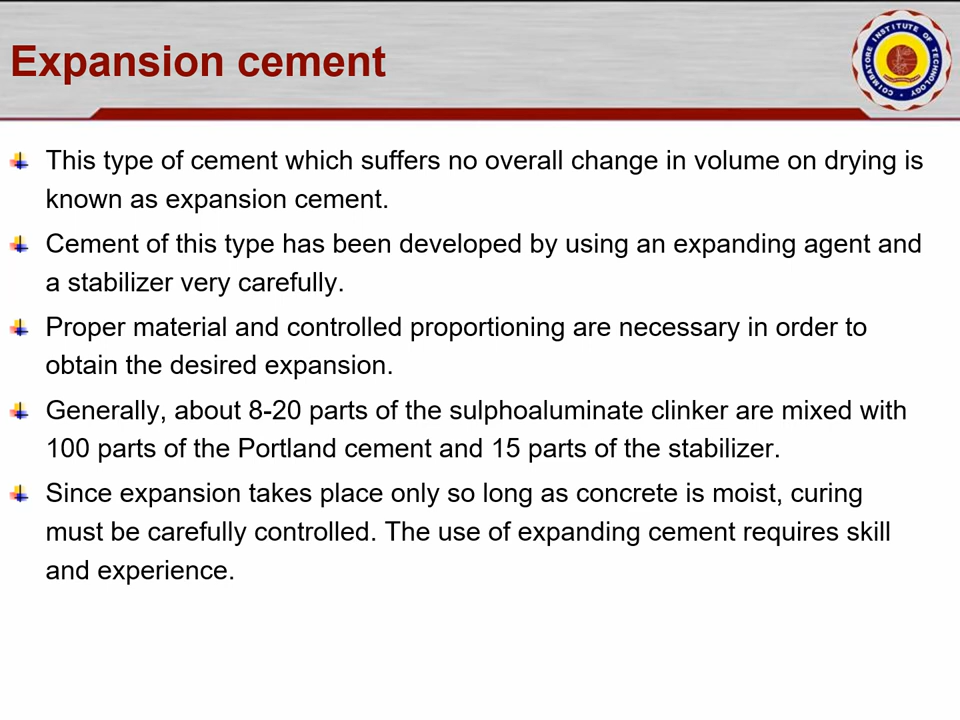 Expansion cement
COIMBATORE INSTITUTE OF TECHNOLOGY
This type of cement which suffers no overall change in volume on drying is
known as expansion cement.
Cement of this type has been developed by using an expanding agent and
a stabilizer very carefully.
Proper material and controlled proportioning are necessary in order to
obtain the desired expansion.
Generally, about 8-20 parts of the sulphoaluminate clinker are mixed with
100 parts of the Portland cement and 15 parts of the stabilizer.
Since expansion takes place only so long as concrete is moist, curing
must be carefully controlled. The use of expanding cement requires skill
and experience.